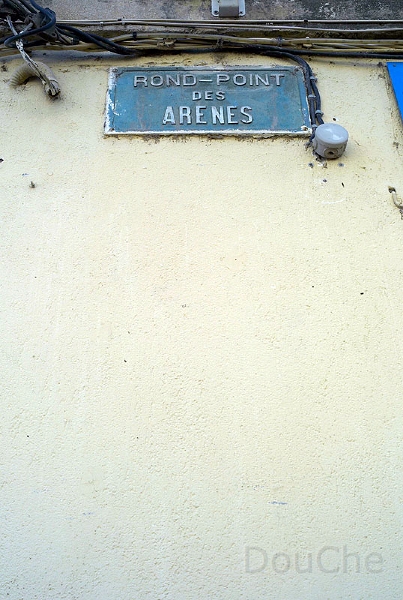 ROND-POINT
DES
ARENES
DouChe